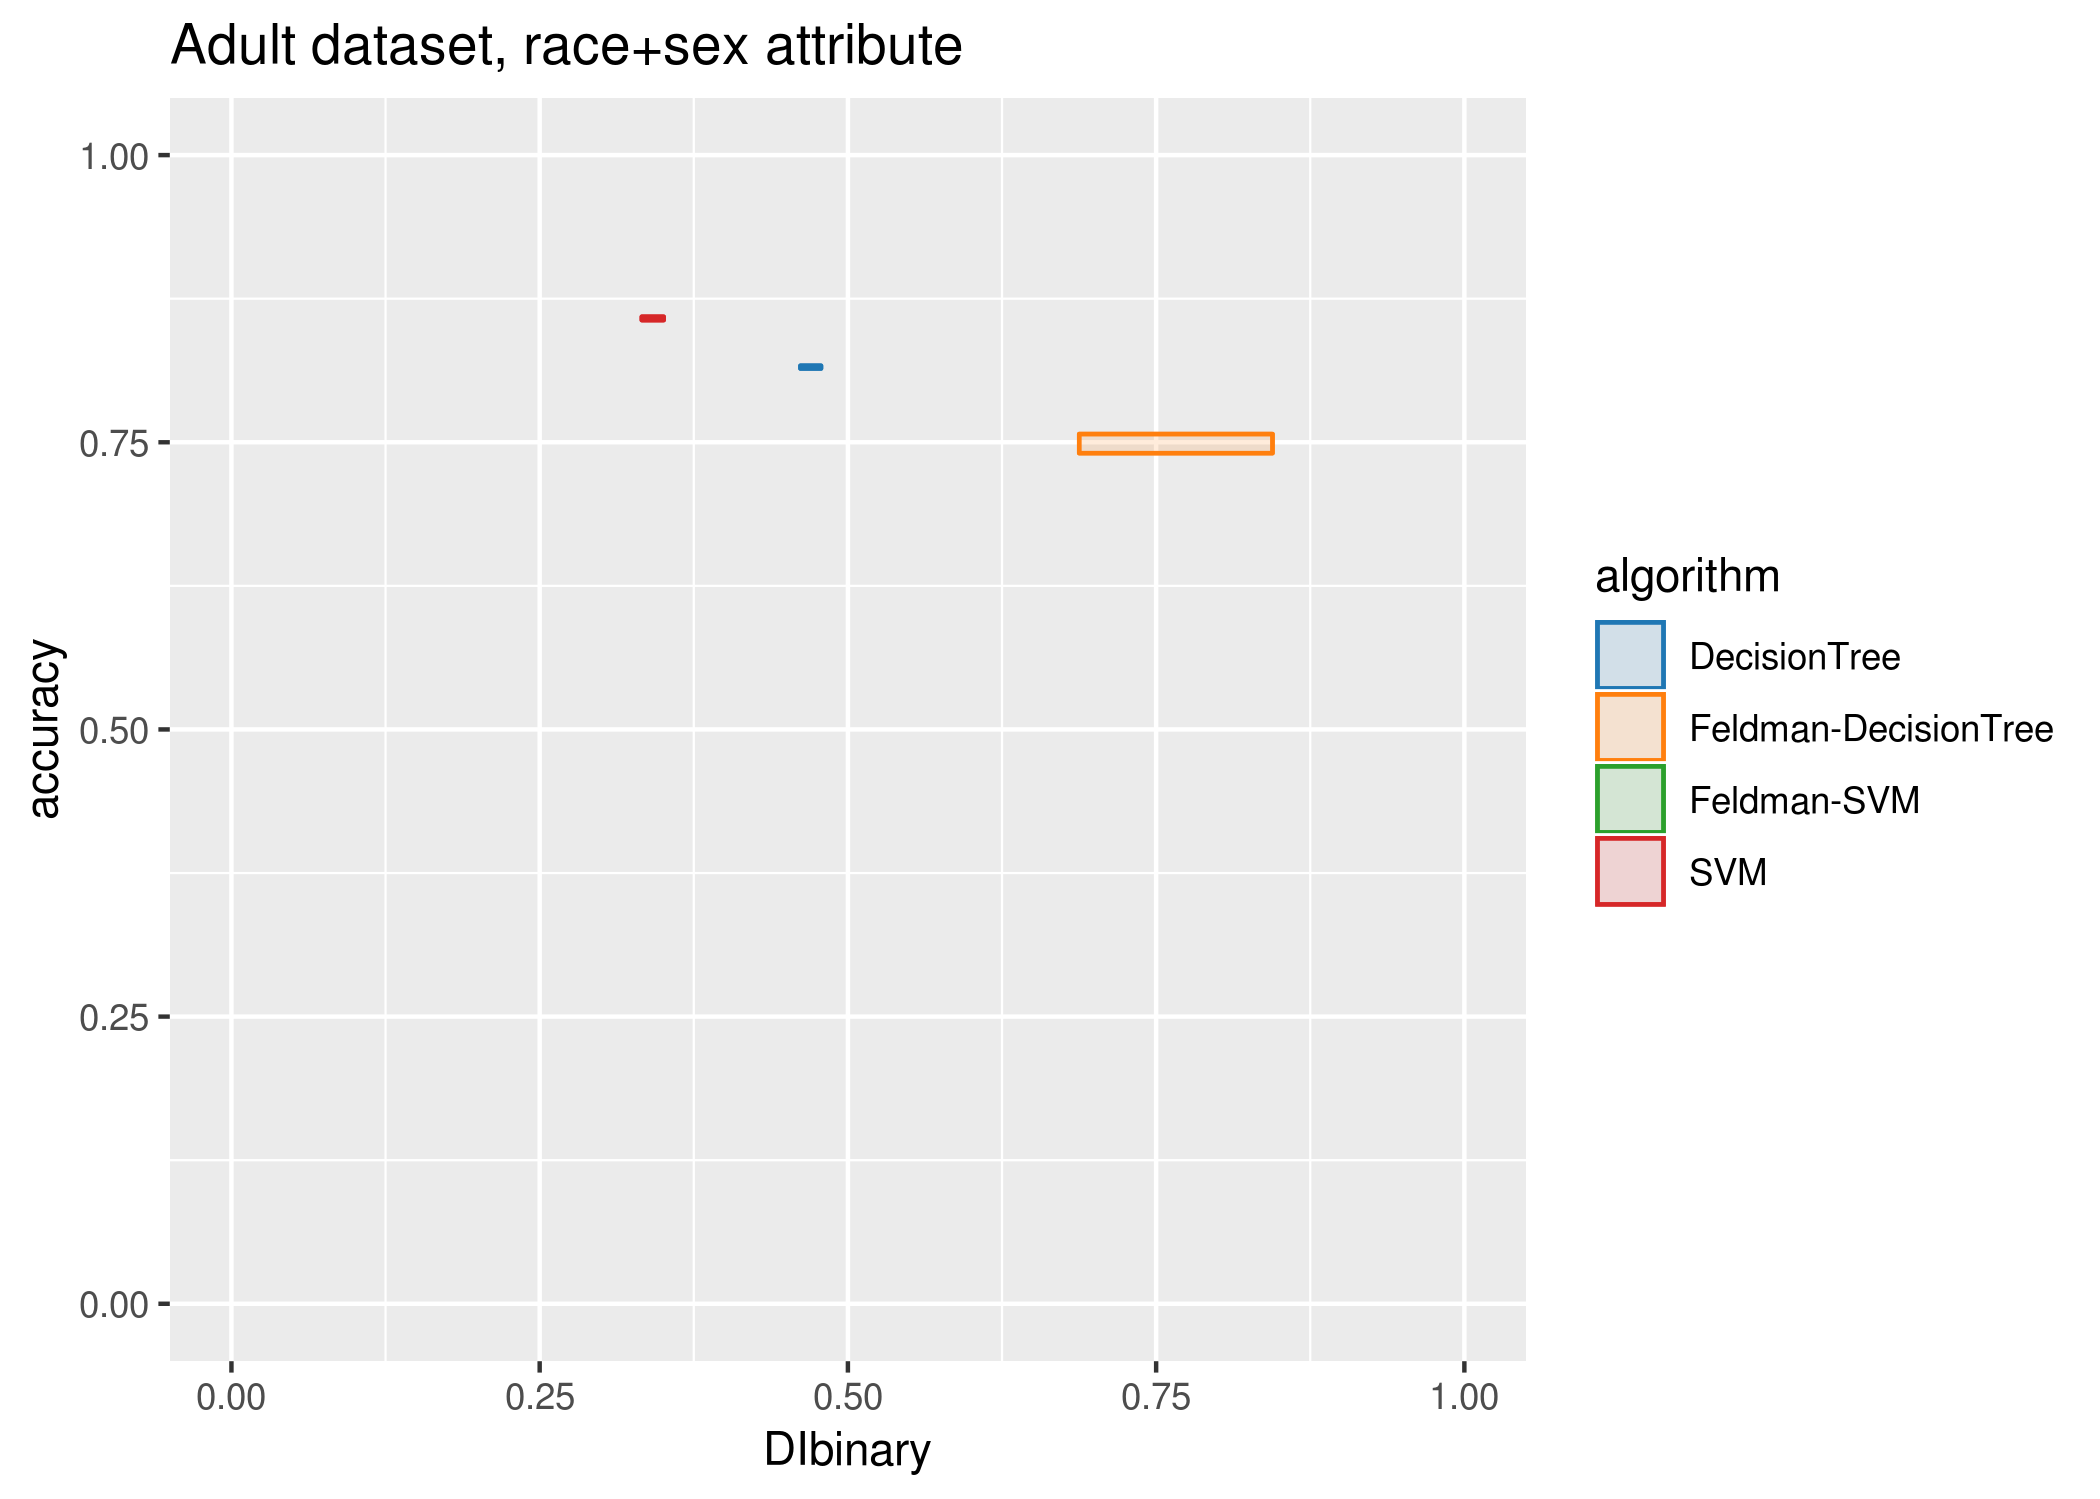 Adult dataset, race+sex attribute
1.00
0.75
0.50
0.25
0.00
accuracy
0.00 0.25 0.50 0.75 1.00
DIbinary
algorithm
DecisionTree
Feldman-DecisionTree
Feldman-SVM
SVM